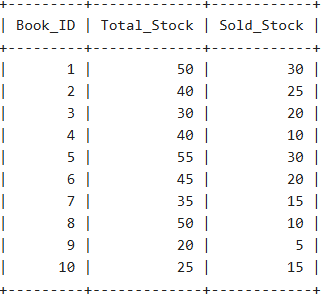 +---------+-------------+------------+
| Book_ID | Total_Stock | Sold_Stock |
+---------+-------------+------------+
|       1 |          50 |         30 |
|       2 |          40 |         25 |
|       3 |          30 |         20 |
|       4 |          40 |         10 |
|       5 |          55 |         30 |
|       6 |          45 |         20 |
|       7 |          35 |         15 |
|       8 |          50 |         10 |
|       9 |          20 |          5 |
|      10 |          25 |         15 |
+---------+-------------+------------+